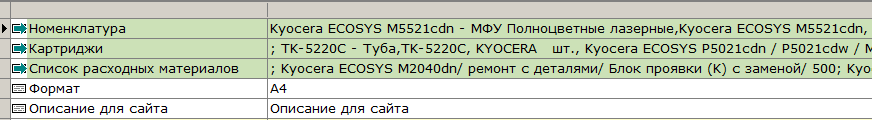 Номенклатура Kyocera ECOSYS M5521cdn - МФУ Полноцветные лазерные,Kyocera ECOSYS M5521cdn,
Картриджи ; TK-5220C - Туба,TK-5220C, KYOCERA шт., Kyocera ECOSYS P5021cdn / P5021cdw / M
Список расходных материалов ; Kyocera ECOSYS M2040dn/ ремонт с деталями/ Блок проявки (K) с заменой/ 500; Kyo
Формат A4
Описание для сайта Описание для сайта